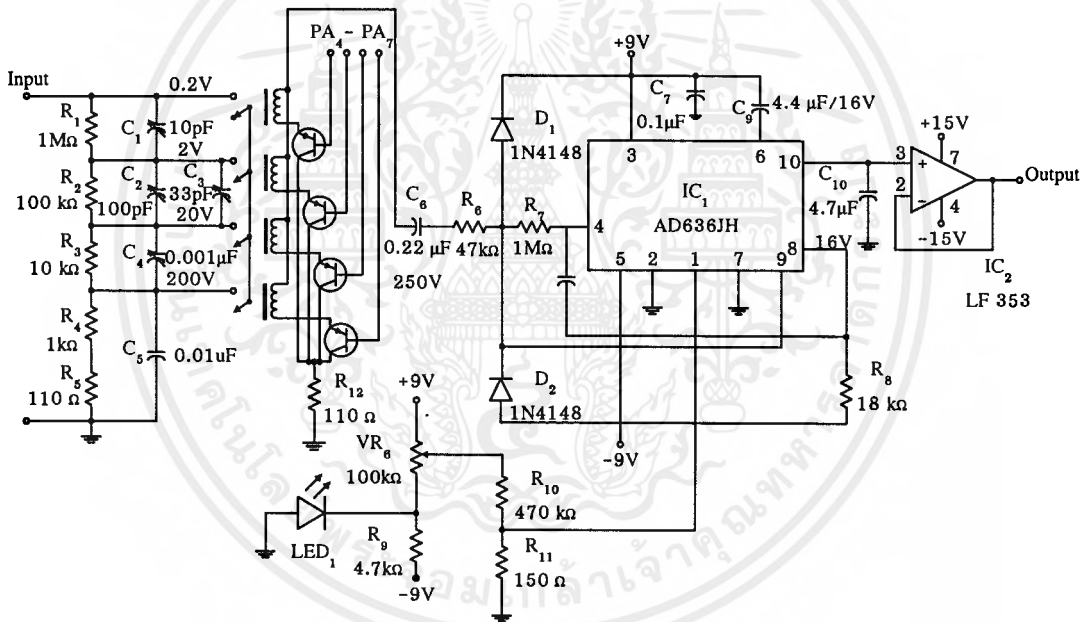 Input
0.2V
R1
1MΩ
C1
10pF
2V
R2
100 kΩ
C2
100pF
C3
33pF
20V
R3
10 kΩ
C4
0.001uF
200V
R4
1kΩ
C5
0.01uF
R5
110 Ω
PA4 - PA7
R12
110 Ω
C6
0.22 µF
250V
R6
47kΩ
R7
1MΩ
D1
1N4148
D2
1N4148
+9V
C7
0.1µF
C9
4.4 µF/16V
3
6
10
4
IC1
AD636JH
8
5
2
1
7
9
-9V
C10
4.7µF
16V
R8
18 kΩ
+15V
3
+
7
2
-
4
-15V
Output
IC2
LF 353
+9V
VR6
100kΩ
LED1
R9
4.7kΩ
-9V
R10
470 kΩ
R11
150 Ω